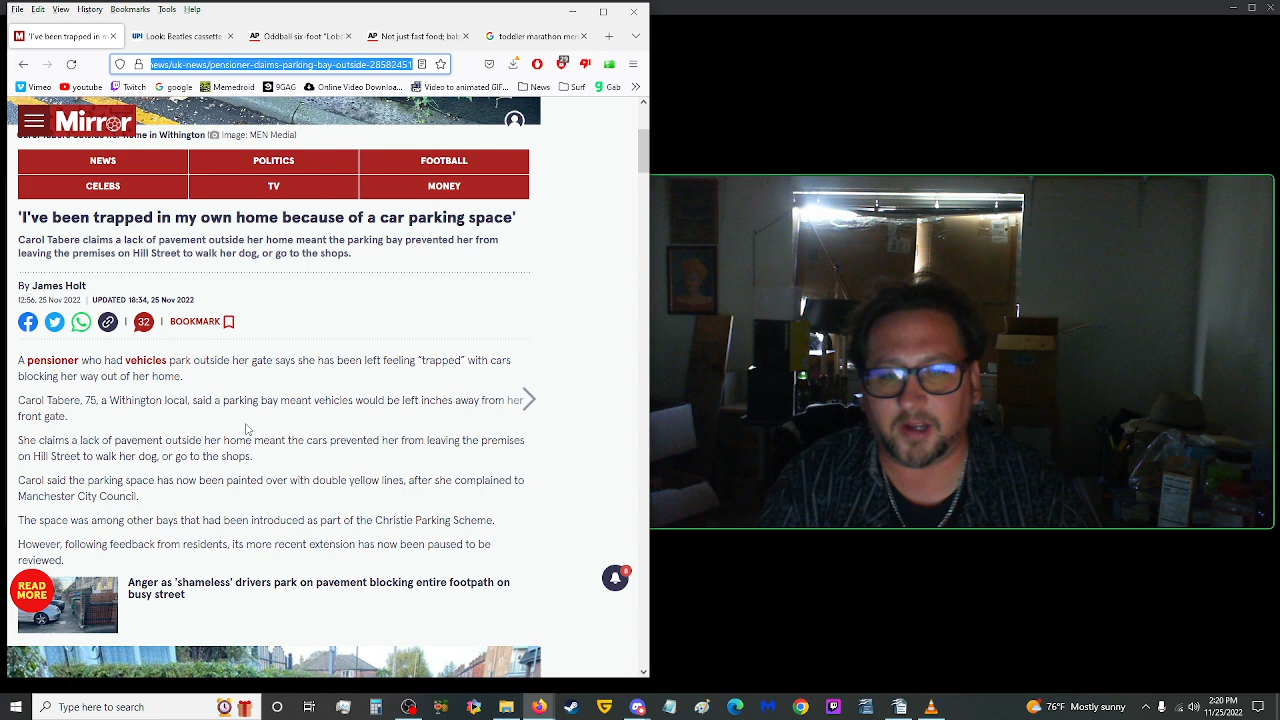 File Edit View History Bookmarks Tools Help
'I've been trapped in m
Look: Beatles cassette
Oddball six-foot "Lobs
Not just fast food; bab
toddler marathon men
news/uk-news/pensioner-claims-parking-bay-outside-28582451
29
Vimeo youtube Twitch google Memedroid 9GAG Downlaod Online Video Downloa... Video to animated GIF... News Surf Gab
Mirror
Carol Tabere outside her home in Withington (Image: MEN Media)
NEWS POLITICS FOOTBALL
CELEBS TV MONEY
'I've been trapped in my own home because of a car parking space'
Carol Tabere claims a lack of pavement outside her home meant the parking bay prevented her from
leaving the premises on Hill Street to walk her dog, or go to the shops.
By James Holt
12:56, 25 Nov 2022 | UPDATED 18:34, 25 Nov 2022
32 | BOOKMARK
A pensioner who had vehicles park outside her gate says she has been left feeling "trapped" with cars
blocking her way out of her home.
Carol Tabere, 75, a Withington local, said a parking bay meant vehicles would be left inches away from her
front gate.
She claims a lack of pavement outside her home meant the cars prevented her from leaving the premises
on Hill Street to walk her dog, or go to the shops.
Carol said the parking space has now been painted over with double yellow lines, after she complained to
Manchester City Council.
The space was among other bays that had been introduced as part of the Christie Parking Scheme.
However, following feedback from residents, its more recent extension has now been paused to be
reviewed.
READ MORE
Anger as 'shameless' drivers park on pavement blocking entire footpath on
busy street
Type here to search
76°F Mostly sunny
2:20 PM
11/25/2022